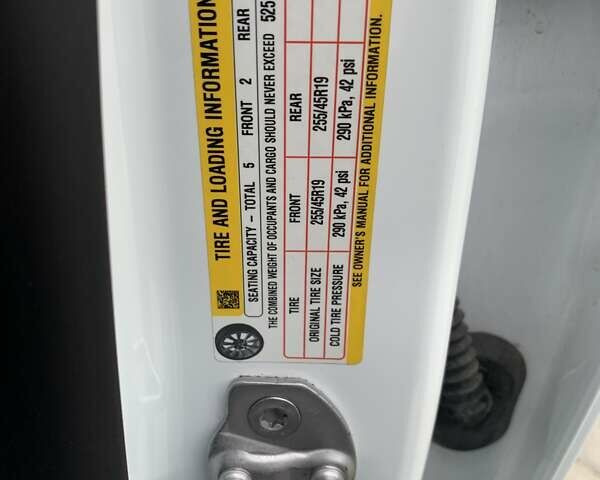 TIRE AND LOADING INFORMATION
SEATING CAPACITY – TOTAL 5 FRONT 2 REAR
THE COMBINED WEIGHT OF OCCUPANTS AND CARGO SHOULD NEVER EXCEED 525
TIRE FRONT REAR
ORIGINAL TIRE SIZE 255/45R19 255/45R19
COLD TIRE PRESSURE 290 kPa, 42 psi 290 kPa, 42 psi
SEE OWNER'S MANUAL FOR ADDITIONAL INFORMATION.